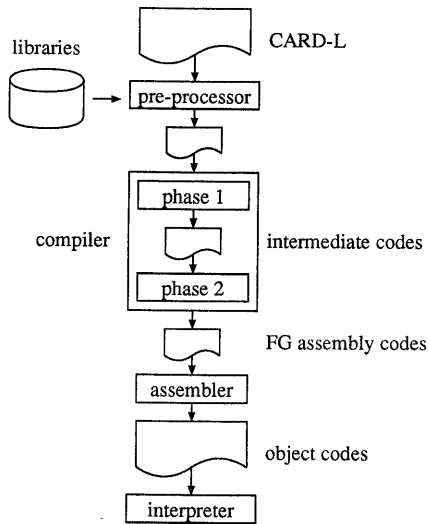 libraries
CARD-L
pre-processor
phase 1
compiler
intermediate codes
phase 2
FG assembly codes
assembler
object codes
interpreter